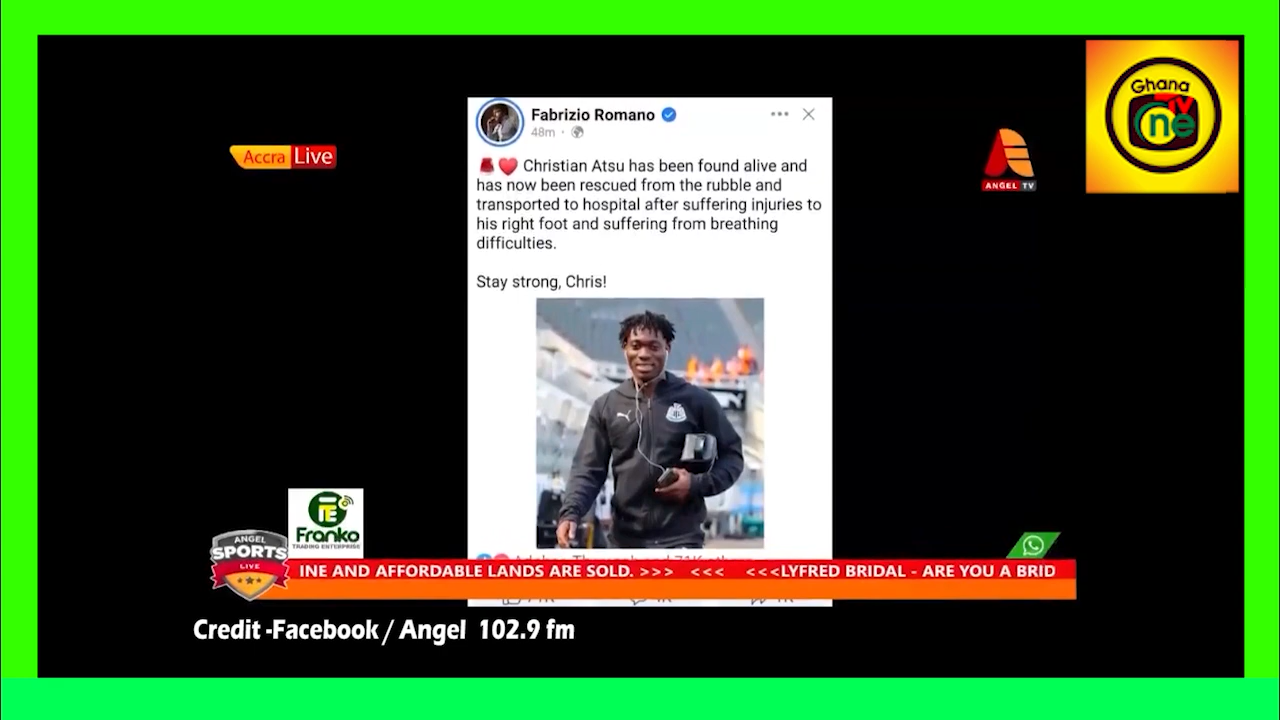 Ghana
TV
One
Accra Live
ANGEL TV
Fabrizio Romano
48m
Christian Atsu has been found alive and
has now been rescued from the rubble and
transported to hospital after suffering injuries to
his right foot and suffering from breathing
difficulties.
Stay strong, Chris!
Franko
TRADING ENTERPRISE
ANGEL
SPORTS
LIVE
INE AND AFFORDABLE LANDS ARE SOLD. >>> <<< <<<LYFRED BRIDAL - ARE YOU A BRID
Credit -Facebook / Angel 102.9 fm